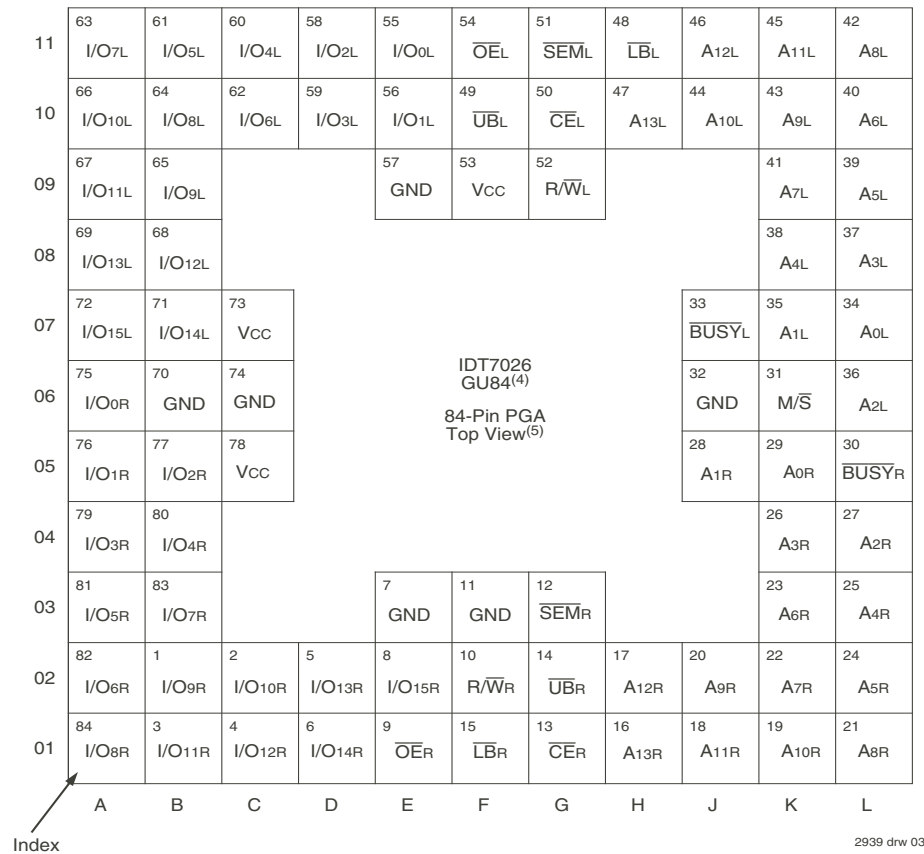 63 61 60 58 55 54 51 48 46 45 42
11 I/O7L I/O5L I/O4L I/O2L I/O0L OEL SEML LBL A12L A11L A8L
66 64 62 59 56 49 50 47 44 43 40
10 I/O10L I/O8L I/O6L I/O3L I/O1L UBL CEL A13L A10L A9L A6L
67 65 57 53 52 41 39
09 I/O11L I/O9L GND VCC R/WL A7L A5L
69 68 38 37
08 I/O13L I/O12L A4L A3L
72 71 73 33 35 34
07 I/O15L I/O14L VCC BUSYL A1L A0L
75 70 74 32 31 36
06 I/O0R GND GND GND M/S A2L
IDT7026
GU84(4)
84-Pin PGA
Top View(5)
76 77 78 28 29 30
05 I/O1R I/O2R VCC A1R A0R BUSYR
79 80 26 27
04 I/O3R I/O4R A3R A2R
81 83 7 11 12 23 25
03 I/O5R I/O7R GND GND SEMR A6R A4R
82 1 2 5 8 10 14 17 20 22 24
02 I/O6R I/O9R I/O10R I/O13R I/O15R R/WR UBR A12R A9R A7R A5R
84 3 4 6 9 15 13 16 18 19 21
01 I/O8R I/O11R I/O12R I/O14R OER LBR CER A13R A11R A10R A8R
A B C D E F G H J K L
Index
2939 drw 03